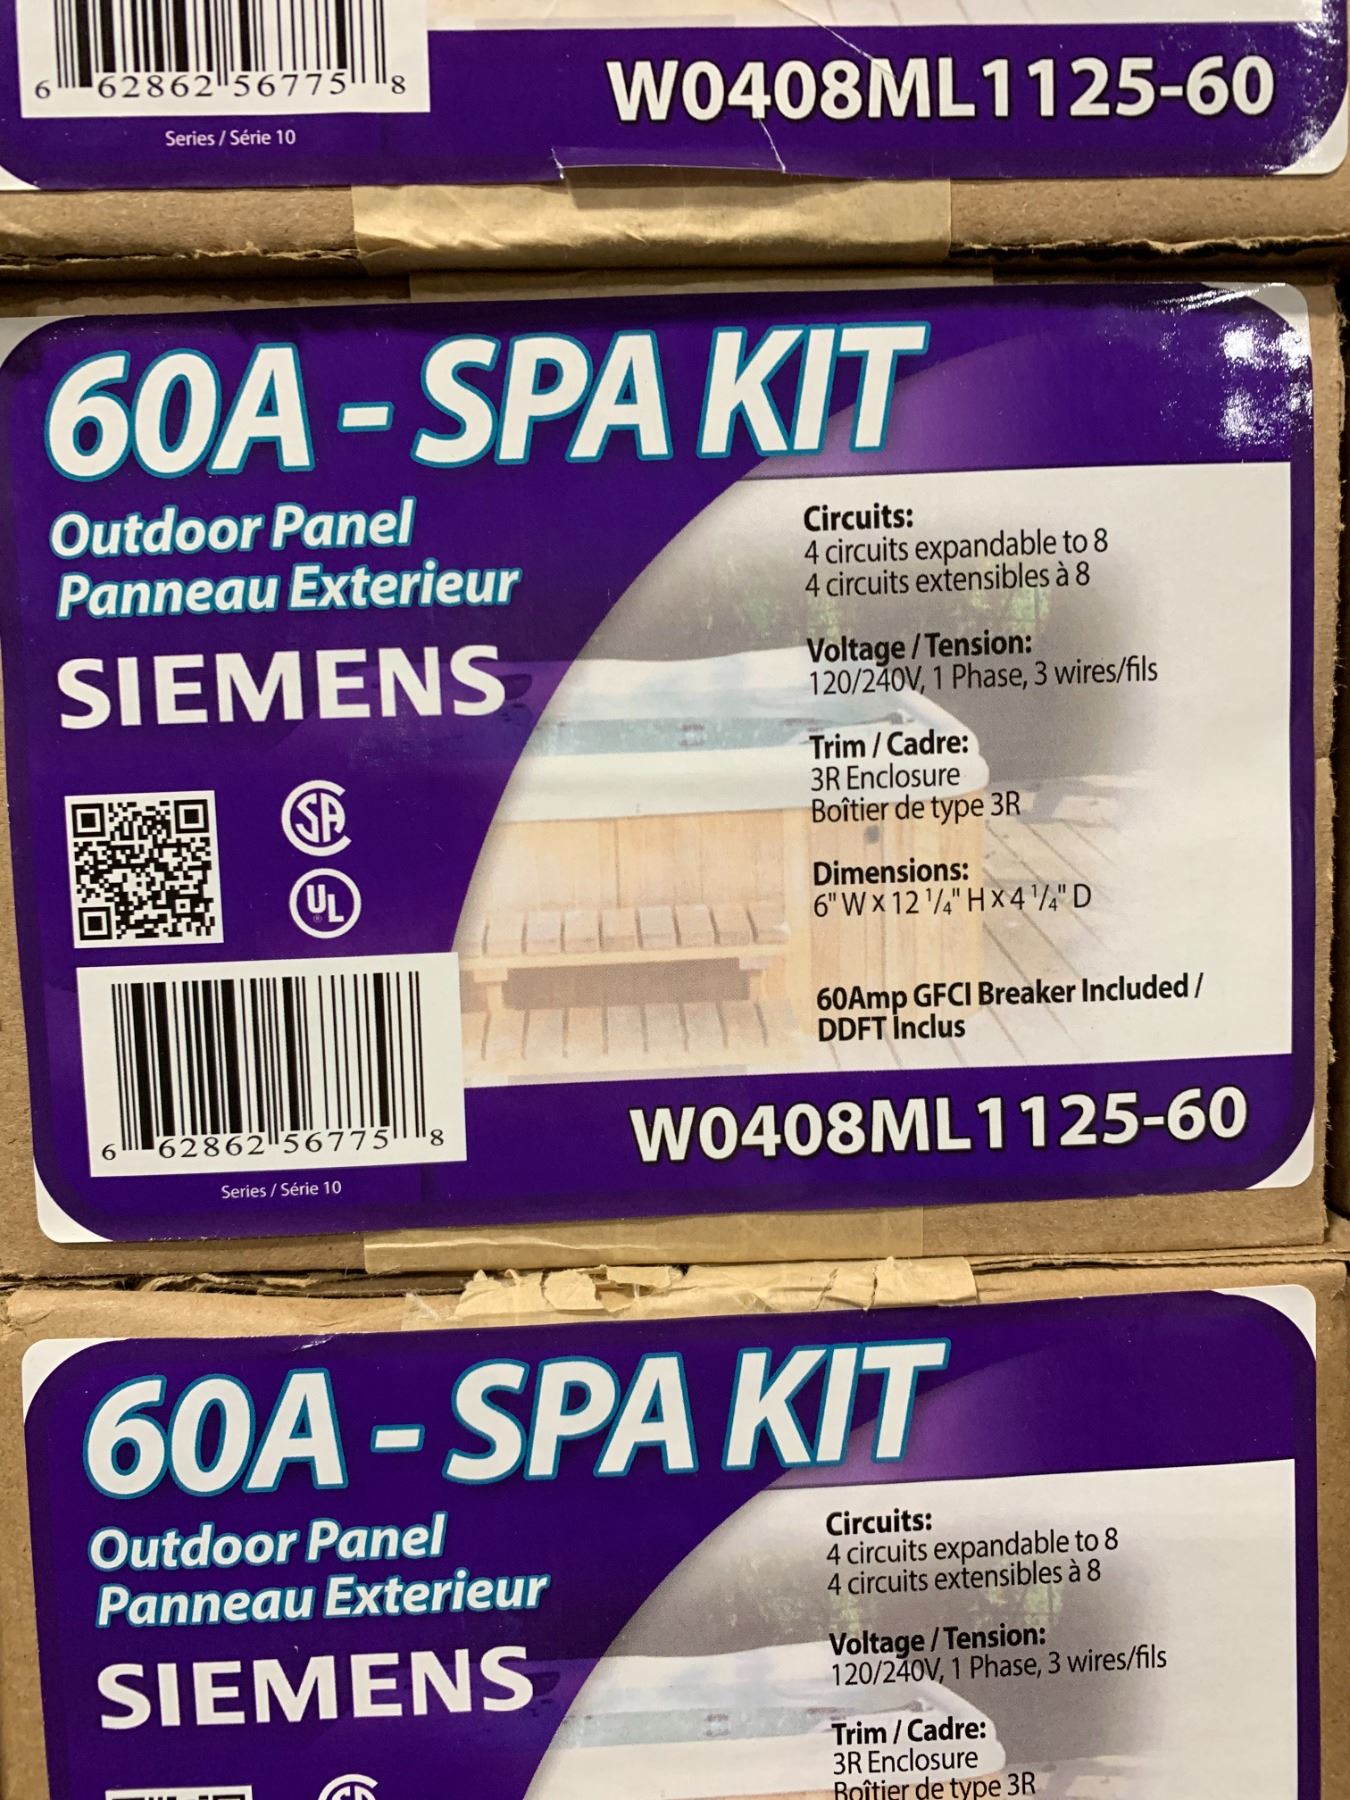 6 62862 56775 8
Series / Série 10
W0408ML1125-60
60A - SPA KIT
Outdoor Panel
Panneau Exterieur
SIEMENS
Circuits:
4 circuits expandable to 8
4 circuits extensibles à 8
Voltage / Tension:
120/240V, 1 Phase, 3 wires/fils
Trim / Cadre:
3R Enclosure
Boîtier de type 3R
Dimensions:
6" W x 12 1/4" H x 4 1/4" D
60Amp GFCI Breaker Included /
DDFT Inclus
SA
UL
6 62862 56775 8
Series / Série 10
W0408ML1125-60
60A - SPA KIT
Outdoor Panel
Panneau Exterieur
SIEMENS
Circuits:
4 circuits expandable to 8
4 circuits extensibles à 8
Voltage / Tension:
120/240V, 1 Phase, 3 wires/fils
Trim / Cadre:
3R Enclosure
Boîtier de type 3R
SA